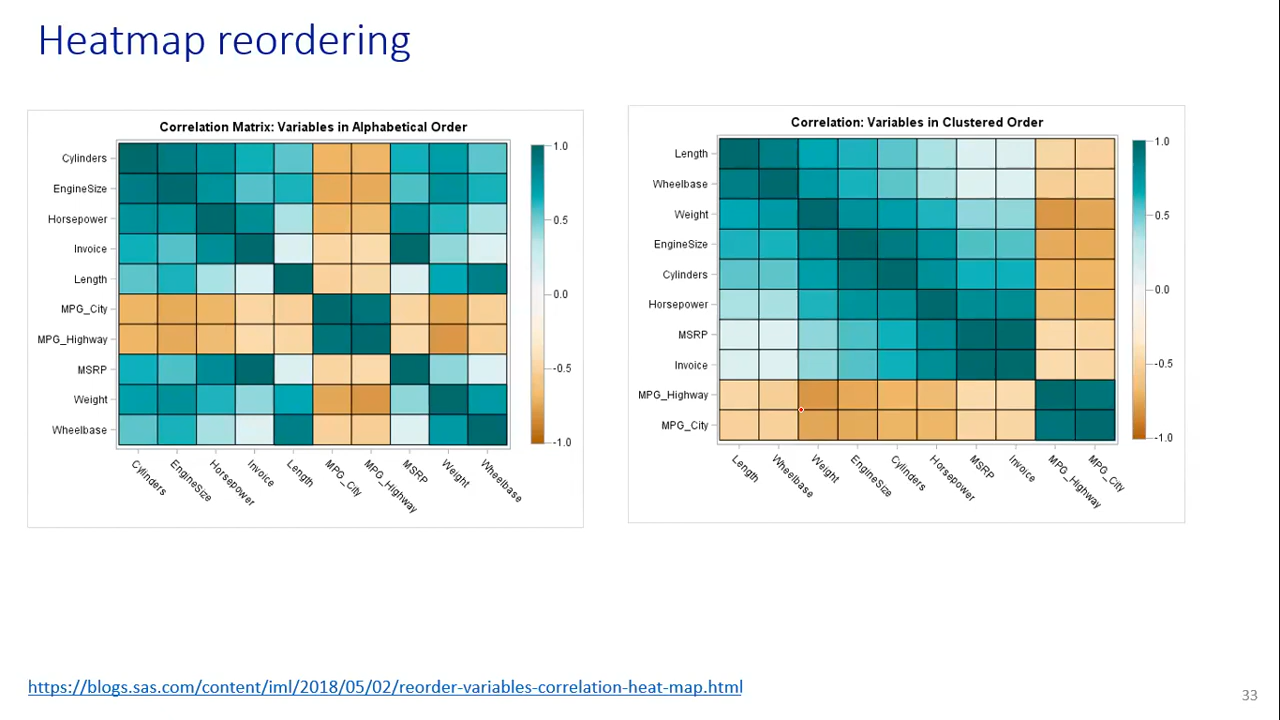 Heatmap reordering
Correlation Matrix: Variables in Alphabetical Order
Cylinders
EngineSize
Horsepower
Invoice
Length
MPG_City
MPG_Highway
MSRP
Weight
Wheelbase
Cylinders
EngineSize
Horsepower
Invoice
Length
MPG_City
MPG_Highway
MSRP
Weight
Wheelbase
1.0
0.5
0.0
-0.5
-1.0
Correlation: Variables in Clustered Order
Length
Wheelbase
Weight
EngineSize
Cylinders
Horsepower
MSRP
Invoice
MPG_Highway
MPG_City
Length
Wheelbase
Weight
EngineSize
Cylinders
Horsepower
MSRP
Invoice
MPG_Highway
MPG_City
1.0
0.5
0.0
-0.5
-1.0
https://blogs.sas.com/content/iml/2018/05/02/reorder-variables-correlation-heat-map.html
33